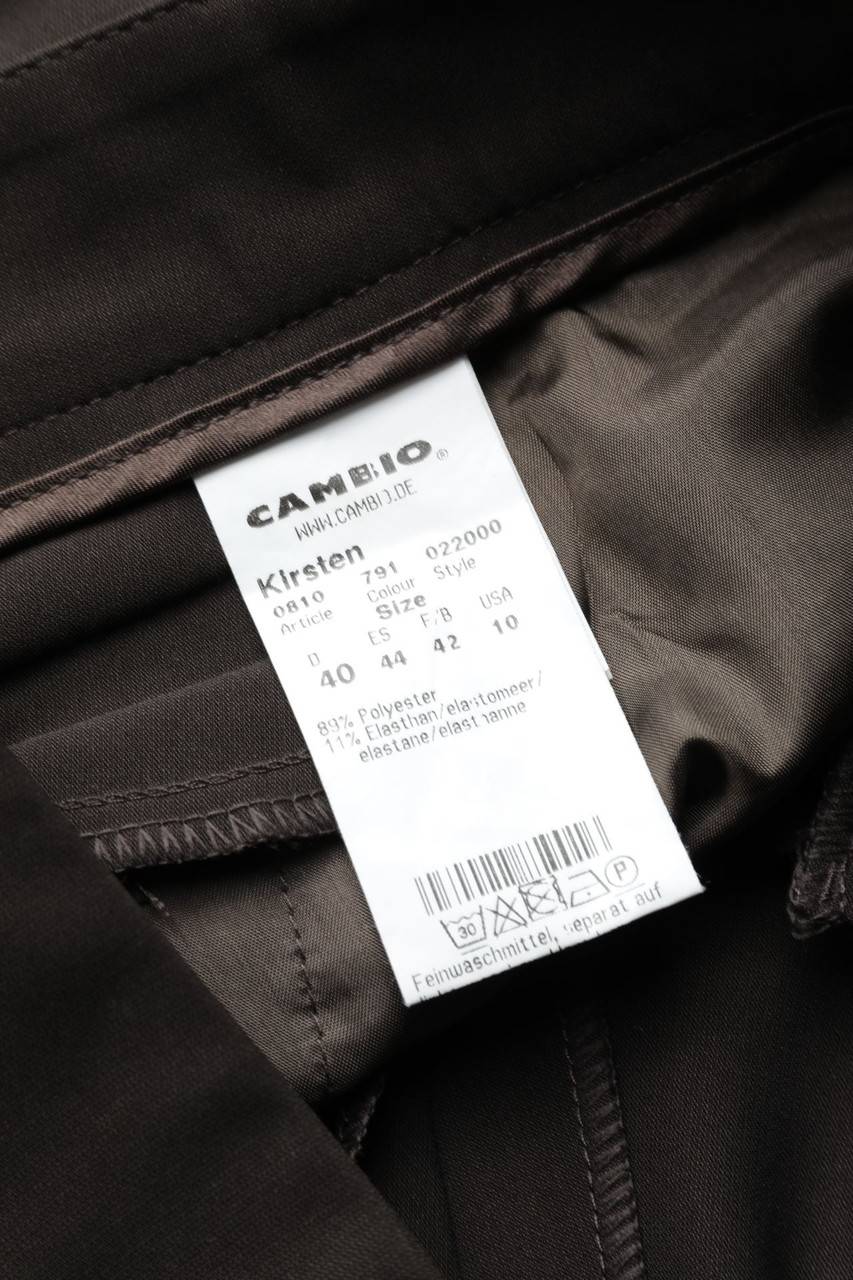 CAMBIO®
WWW.CAMBIO.DE
Kirsten
0810 791 022000
Article Colour Style
Size
D ES F/B USA
40 44 42 10
89% Polyester
11% Elasthan/elastomeer/
elastane/elasthanne
30 P
Feinwaschmittel, separat auf